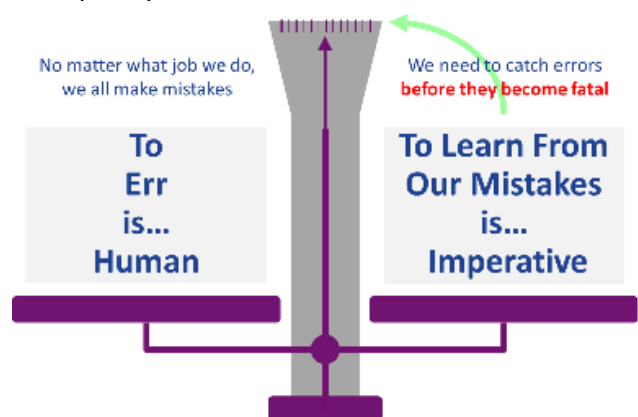 No matter what job we do,
we all make mistakes
We need to catch errors
before they become fatal
To
Err
is...
Human
To Learn From
Our Mistakes
is...
Imperative